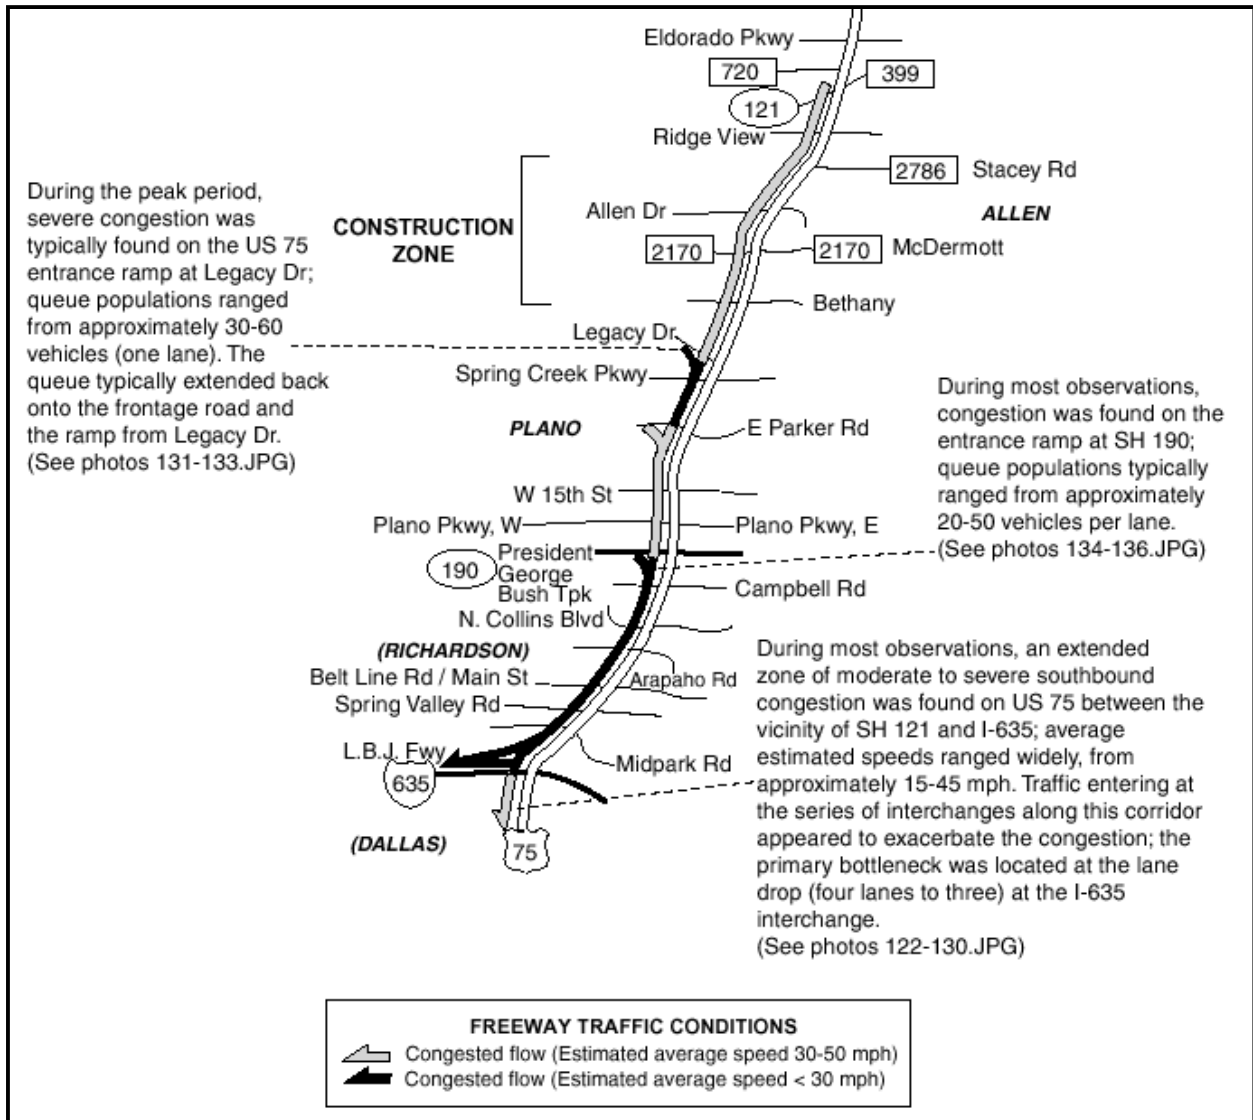 Eldorado Pkwy
720
399
121
Ridge View
2786
Stacey Rd
During the peak period,
severe congestion was
typically found on the US 75
entrance ramp at Legacy Dr;
queue populations ranged
from approximately 30-60
vehicles (one lane). The
queue typically extended back
onto the frontage road and
the ramp from Legacy Dr.
(See photos 131-133.JPG)
CONSTRUCTION
ZONE
Allen Dr
ALLEN
2170
2170
McDermott
Bethany
Legacy Dr
Spring Creek Pkwy
PLANO
E Parker Rd
During most observations,
congestion was found on the
entrance ramp at SH 190;
queue populations typically
ranged from approximately
20-50 vehicles per lane.
(See photos 134-136.JPG)
W 15th St
Plano Pkwy, W
Plano Pkwy, E
190
President
George
Bush Tpk
Campbell Rd
N. Collins Blvd
(RICHARDSON)
Arapaho Rd
Belt Line Rd / Main St
Spring Valley Rd
L.B.J. Fwy
635
Midpark Rd
(DALLAS)
75
During most observations, an extended
zone of moderate to severe southbound
congestion was found on US 75 between the
vicinity of SH 121 and I-635; average
estimated speeds ranged widely, from
approximately 15-45 mph. Traffic entering at
the series of interchanges along this corridor
appeared to exacerbate the congestion; the
primary bottleneck was located at the lane
drop (four lanes to three) at the I-635
interchange.
(See photos 122-130.JPG)
FREEWAY TRAFFIC CONDITIONS
Congested flow (Estimated average speed 30-50 mph)
Congested flow (Estimated average speed < 30 mph)